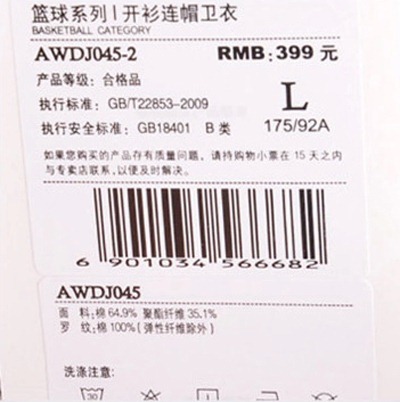 篮球系列 | 开衫连帽卫衣
BASKETBALL CATEGORY
AWDJ045-2 RMB: 399 元
产品等级: 合格品
执行标准: GB/T22853-2009 L
执行安全标准: GB18401 B 类 175/92A
如果您购买的产品存有质量问题, 请持购物小票在 15 天之内
与专卖店联系, 以便及时解决。
6 901034 566682
AWDJ045
面 料: 棉 64.9% 聚酯纤维 35.1%
罗 纹: 棉 100% (弹性纤维除外)
洗涤注意:
30